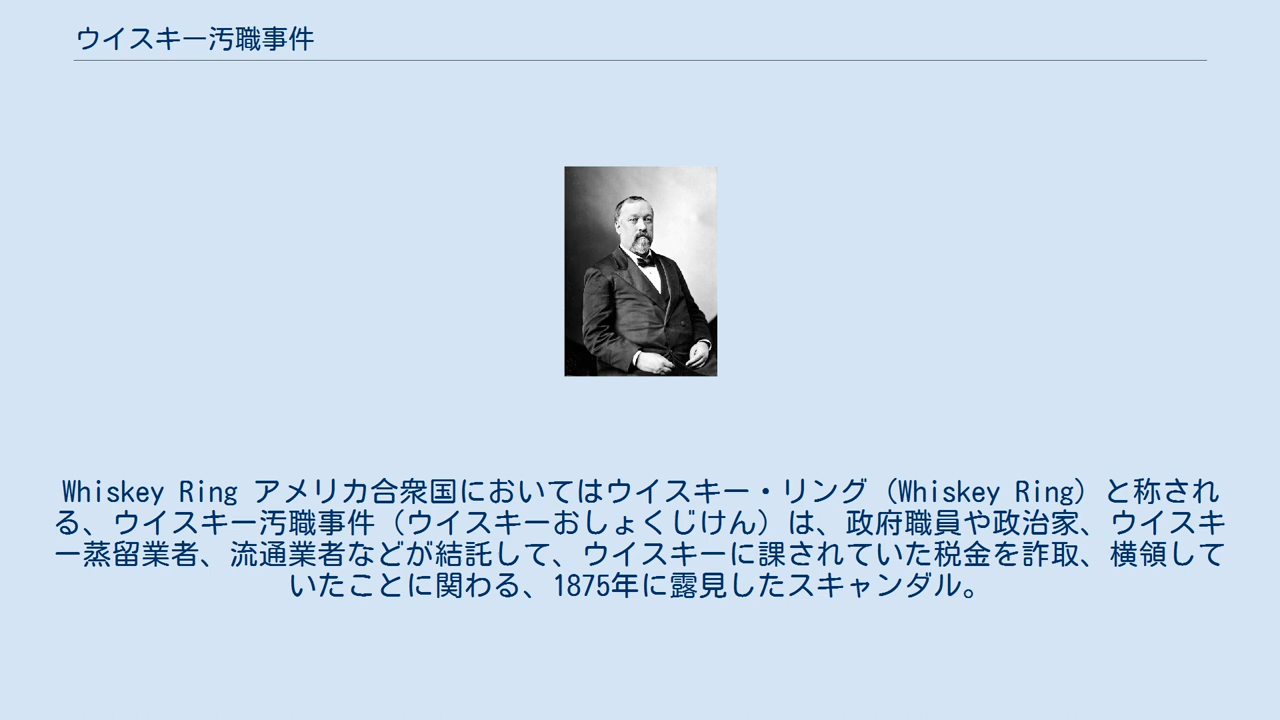 ウイスキー汚職事件
Whiskey Ring アメリカ合衆国においてはウイスキー・リング（Whiskey Ring）と称され
る、ウイスキー汚職事件（ウイスキーおしょくじけん）は、政府職員や政治家、ウイスキ
ー蒸留業者、流通業者などが結託して、ウイスキーに課されていた税金を詐取、横領して
いたことに関わる、1875年に露見したスキャンダル。